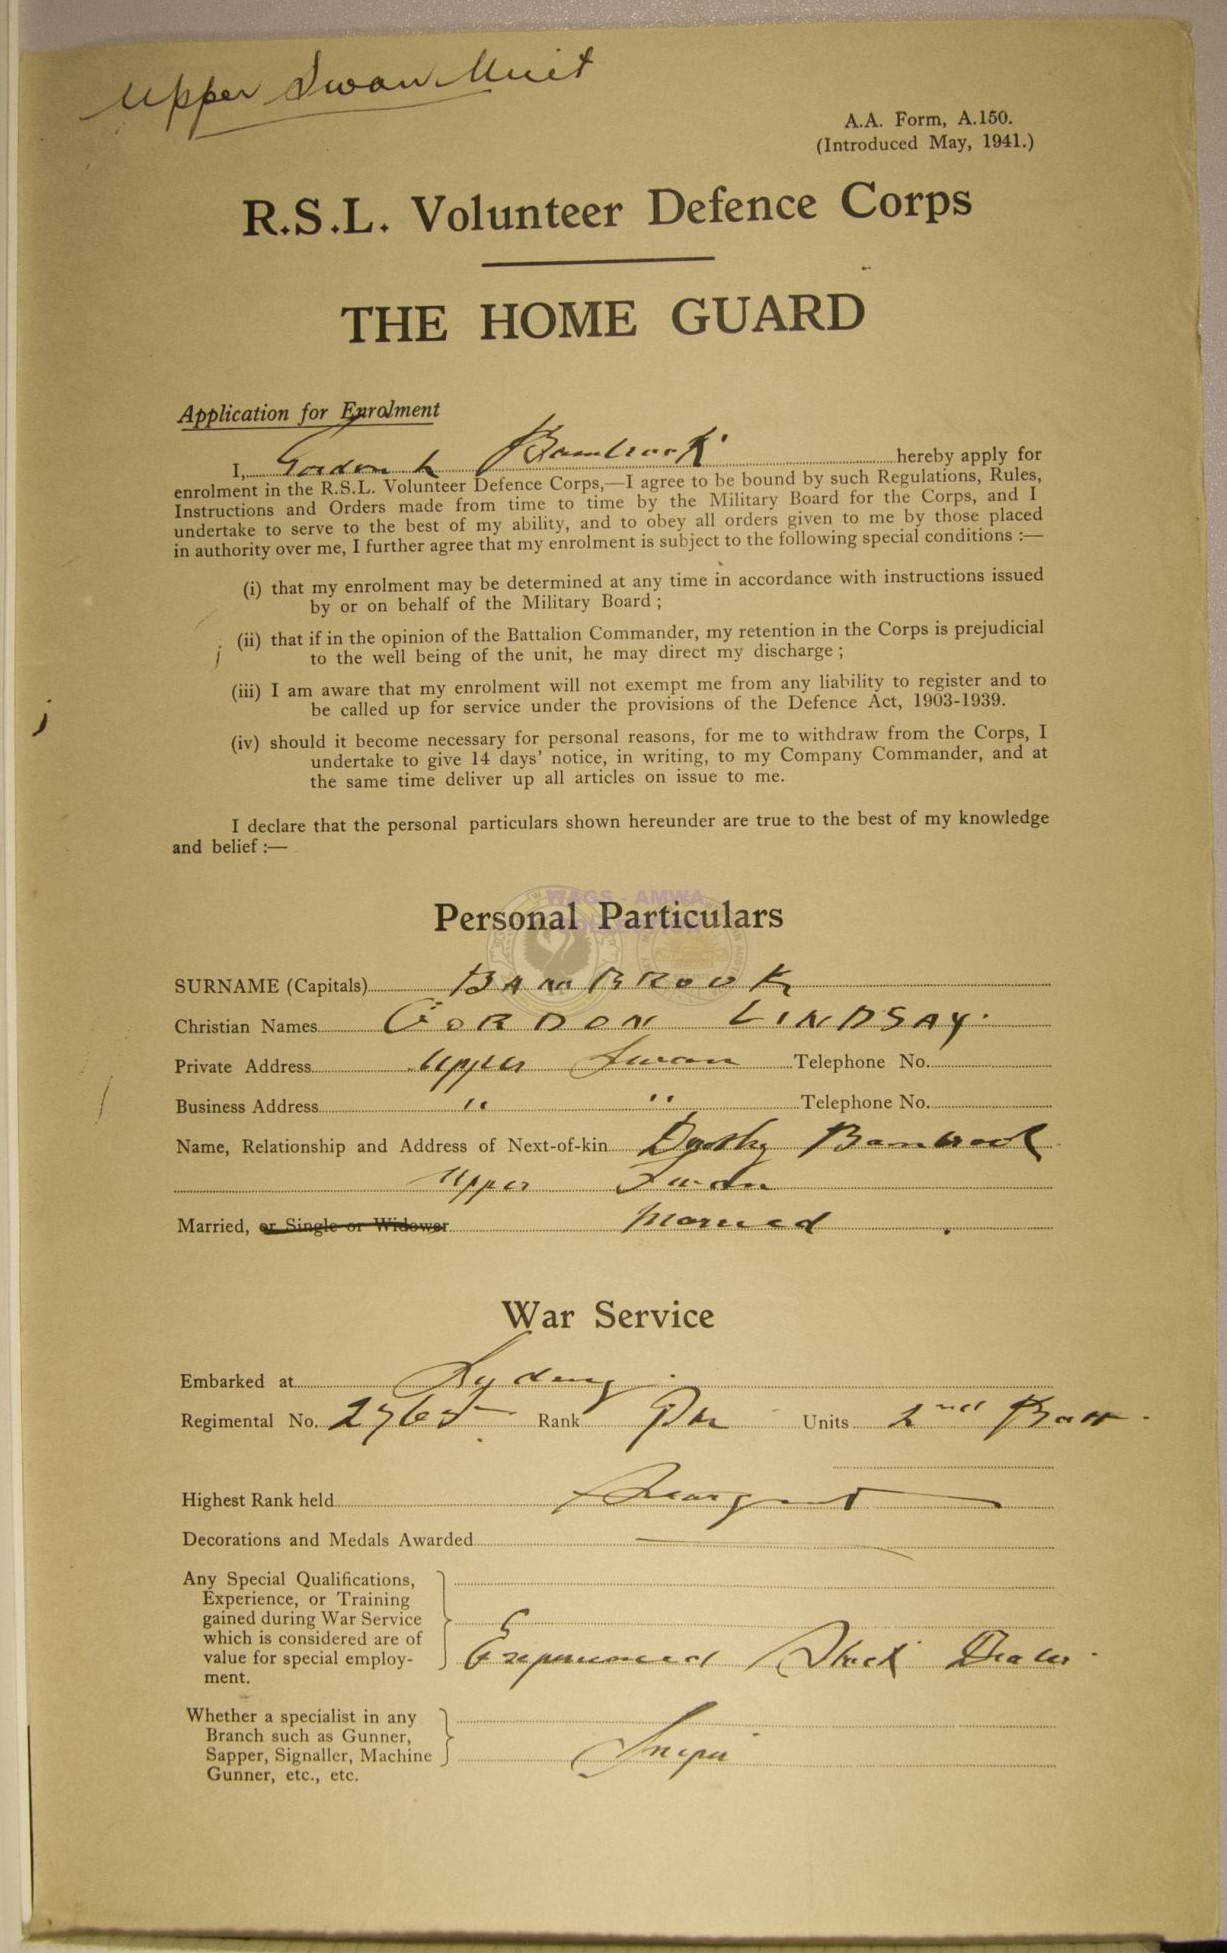 Upper Swan Unit
A.A. Form, A.150.
(Introduced May, 1941.)
R.S.L. Volunteer Defence Corps
THE HOME GUARD
Application for Enrolment
I, Gordon L Bambrook hereby apply for
enrolment in the R.S.L. Volunteer Defence Corps,—I agree to be bound by such Regulations, Rules,
Instructions and Orders made from time to time by the Military Board for the Corps, and I
undertake to serve to the best of my ability, and to obey all orders given to me by those placed
in authority over me, I further agree that my enrolment is subject to the following special conditions :—
(i) that my enrolment may be determined at any time in accordance with instructions issued
by or on behalf of the Military Board ;
(ii) that if in the opinion of the Battalion Commander, my retention in the Corps is prejudicial
to the well being of the unit, he may direct my discharge ;
(iii) I am aware that my enrolment will not exempt me from any liability to register and to
be called up for service under the provisions of the Defence Act, 1903-1939.
(iv) should it become necessary for personal reasons, for me to withdraw from the Corps, I
undertake to give 14 days' notice, in writing, to my Company Commander, and at
the same time deliver up all articles on issue to me.
I declare that the personal particulars shown hereunder are true to the best of my knowledge
and belief :—
WAGS - AMWA
Personal Particulars
SURNAME (Capitals) BAMBROOK
Christian Names GORDON LINDSAY.
Private Address Upper Swan Telephone No.
Business Address " " Telephone No.
Name, Relationship and Address of Next-of-kin Dorothy Bambrook
Upper Swan
Married, or Single or Widower Married
War Service
Embarked at Sydney
Regimental No. 2765 Rank Pte Units 2nd Batt.
Highest Rank held Seargent
Decorations and Medals Awarded
Any Special Qualifications,
Experience, or Training
gained during War Service
which is considered are of
value for special employ-
ment.
Experienced Stock Dealer
Whether a specialist in any
Branch such as Gunner,
Sapper, Signaller, Machine
Gunner, etc., etc.
Sniper